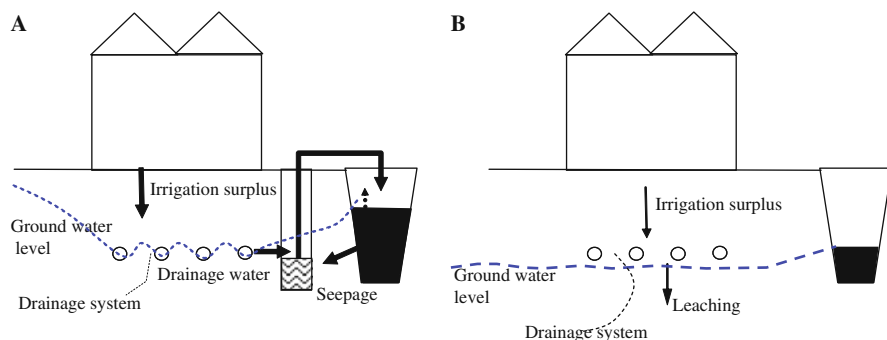 A
Irrigation surplus
Ground water
level
Drainage water
Drainage system
Seepage
B
Irrigation surplus
Ground water
level
Leaching
Drainage system